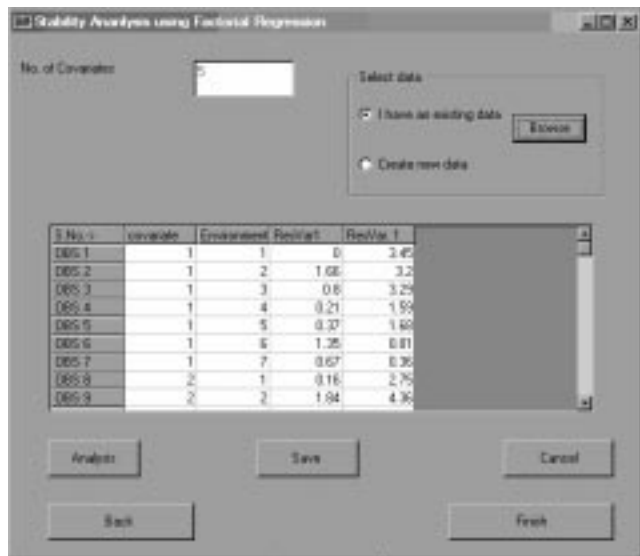 Stability Ananlysis using Factorial Regression
No. of Covariates
5
Select data
I have an existing data
Browse
Create new data
S.No.-> covariate Environment ResVar1 ResVar. 1
OBS 1 1 1 0 3.45
OBS 2 1 2 1.66 3.2
OBS 3 1 3 0.8 3.29
OBS 4 1 4 0.21 1.59
OBS 5 1 5 0.37 1.68
OBS 6 1 6 1.35 0.81
OBS 7 1 7 0.67 0.36
OBS 8 2 1 0.16 2.75
OBS 9 2 2 1.84 4.36
Analysis Save Cancel
Back Finish